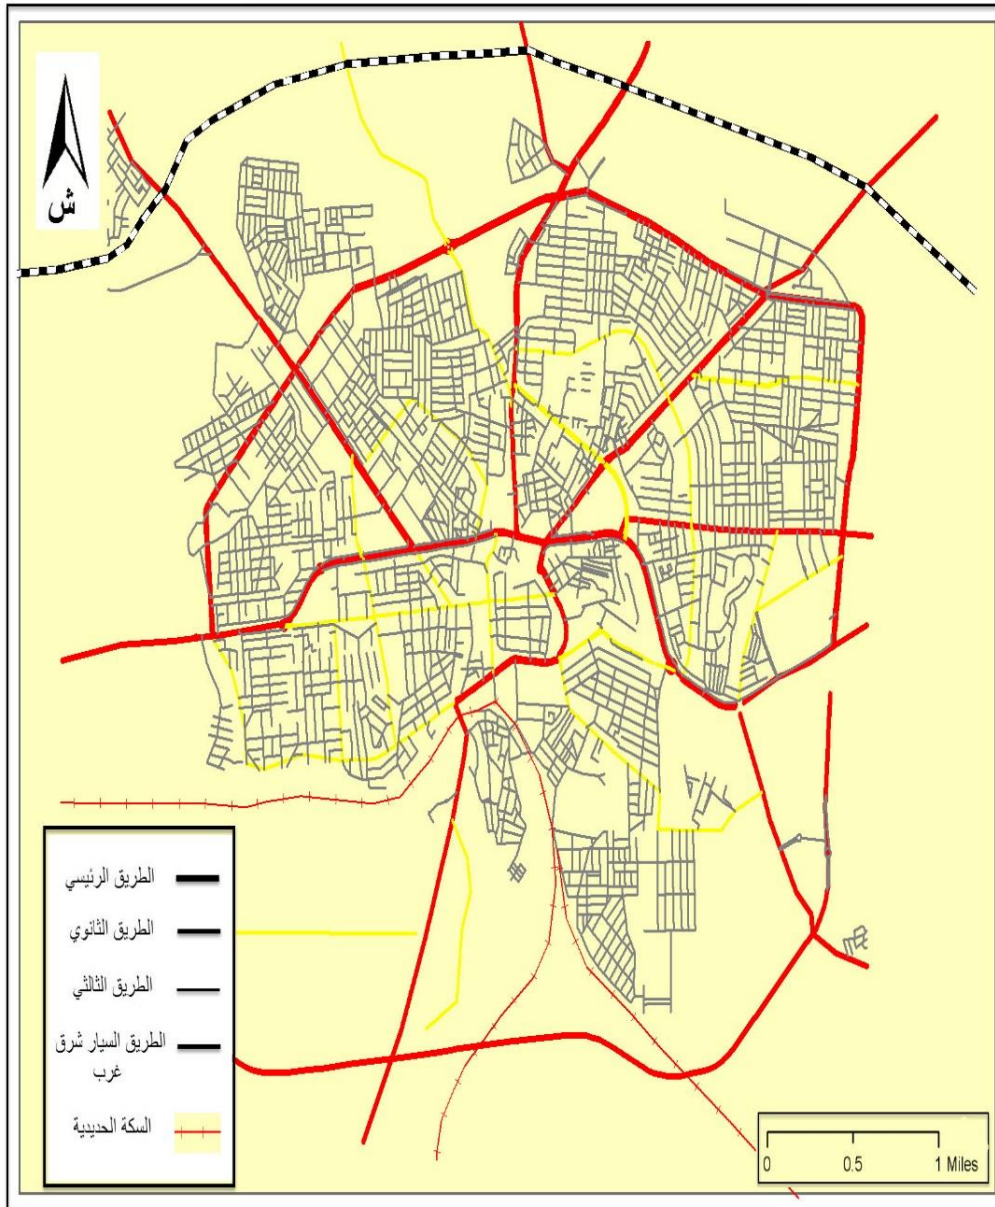 ش
الطريق الرئيسي
الطريق الثانوي
الطريق الثالثي
الطريق السيار شرق
غرب
السكة الحديدية
0 0.5 1 Miles